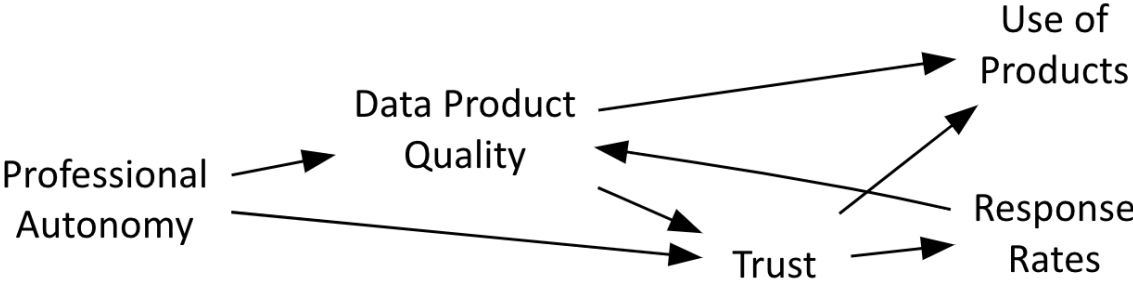 Professional
Autonomy
Data Product
Quality
Trust
Use of
Products
Response
Rates